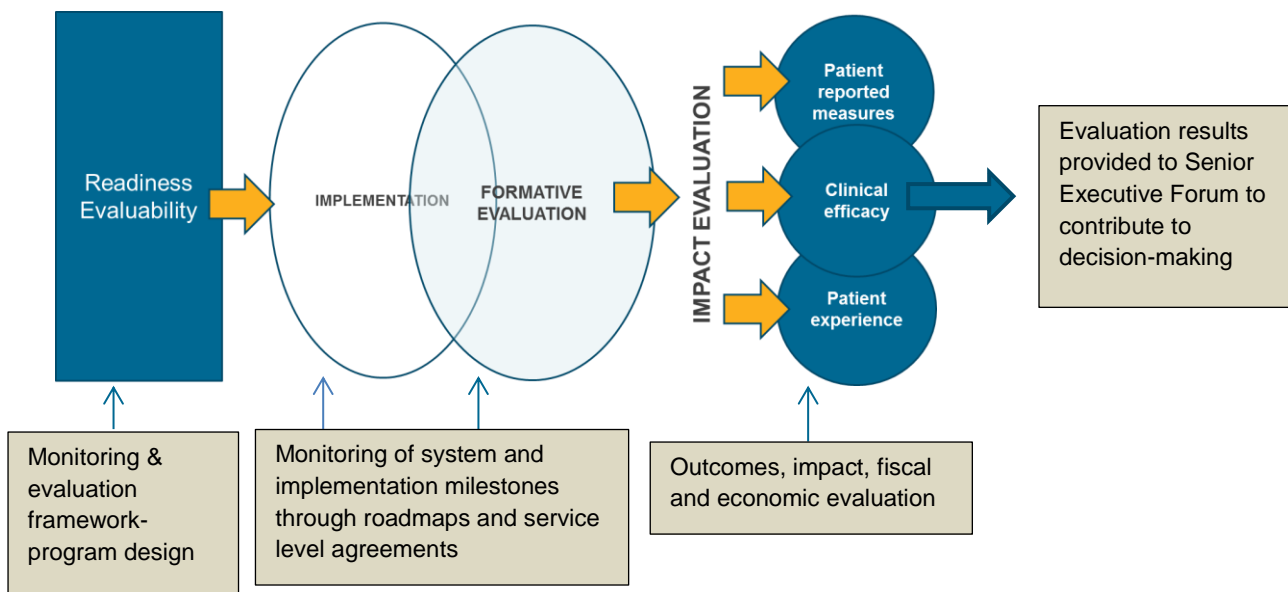 Readiness
Evaluability
IMPLEMENTATION
FORMATIVE
EVALUATION
IMPACT EVALUATION
Patient
reported
measures
Clinical
efficacy
Patient
experience
Evaluation results
provided to Senior
Executive Forum to
contribute to
decision-making
Monitoring &
evaluation
framework-
program design
Monitoring of system and
implementation milestones
through roadmaps and service
level agreements
Outcomes, impact, fiscal
and economic evaluation